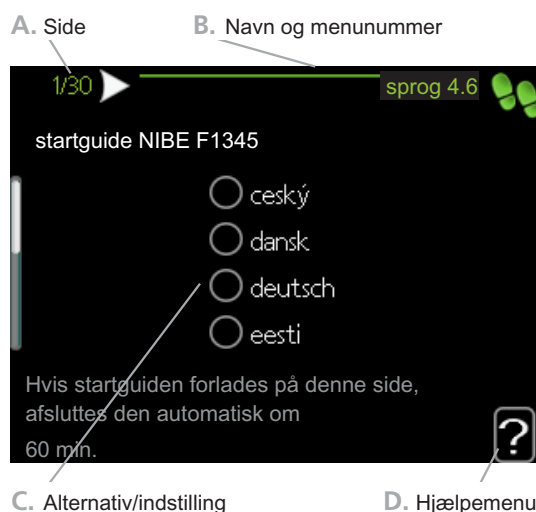 A. Side
B. Navn og menunummer
1/30
sprog 4.6
startguide NIBE F1345
ceský
dansk
deutsch
eesti
Hvis startguiden forlades på denne side,
afsluttes den automatisk om
60 min.
?
C. Alternativ/indstilling
D. Hjælpemenu